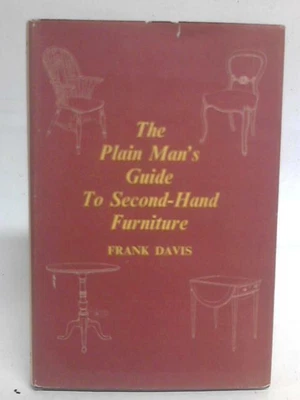 The
Plain Man's
Guide
To Second-Hand
Furniture
FRANK DAVIS